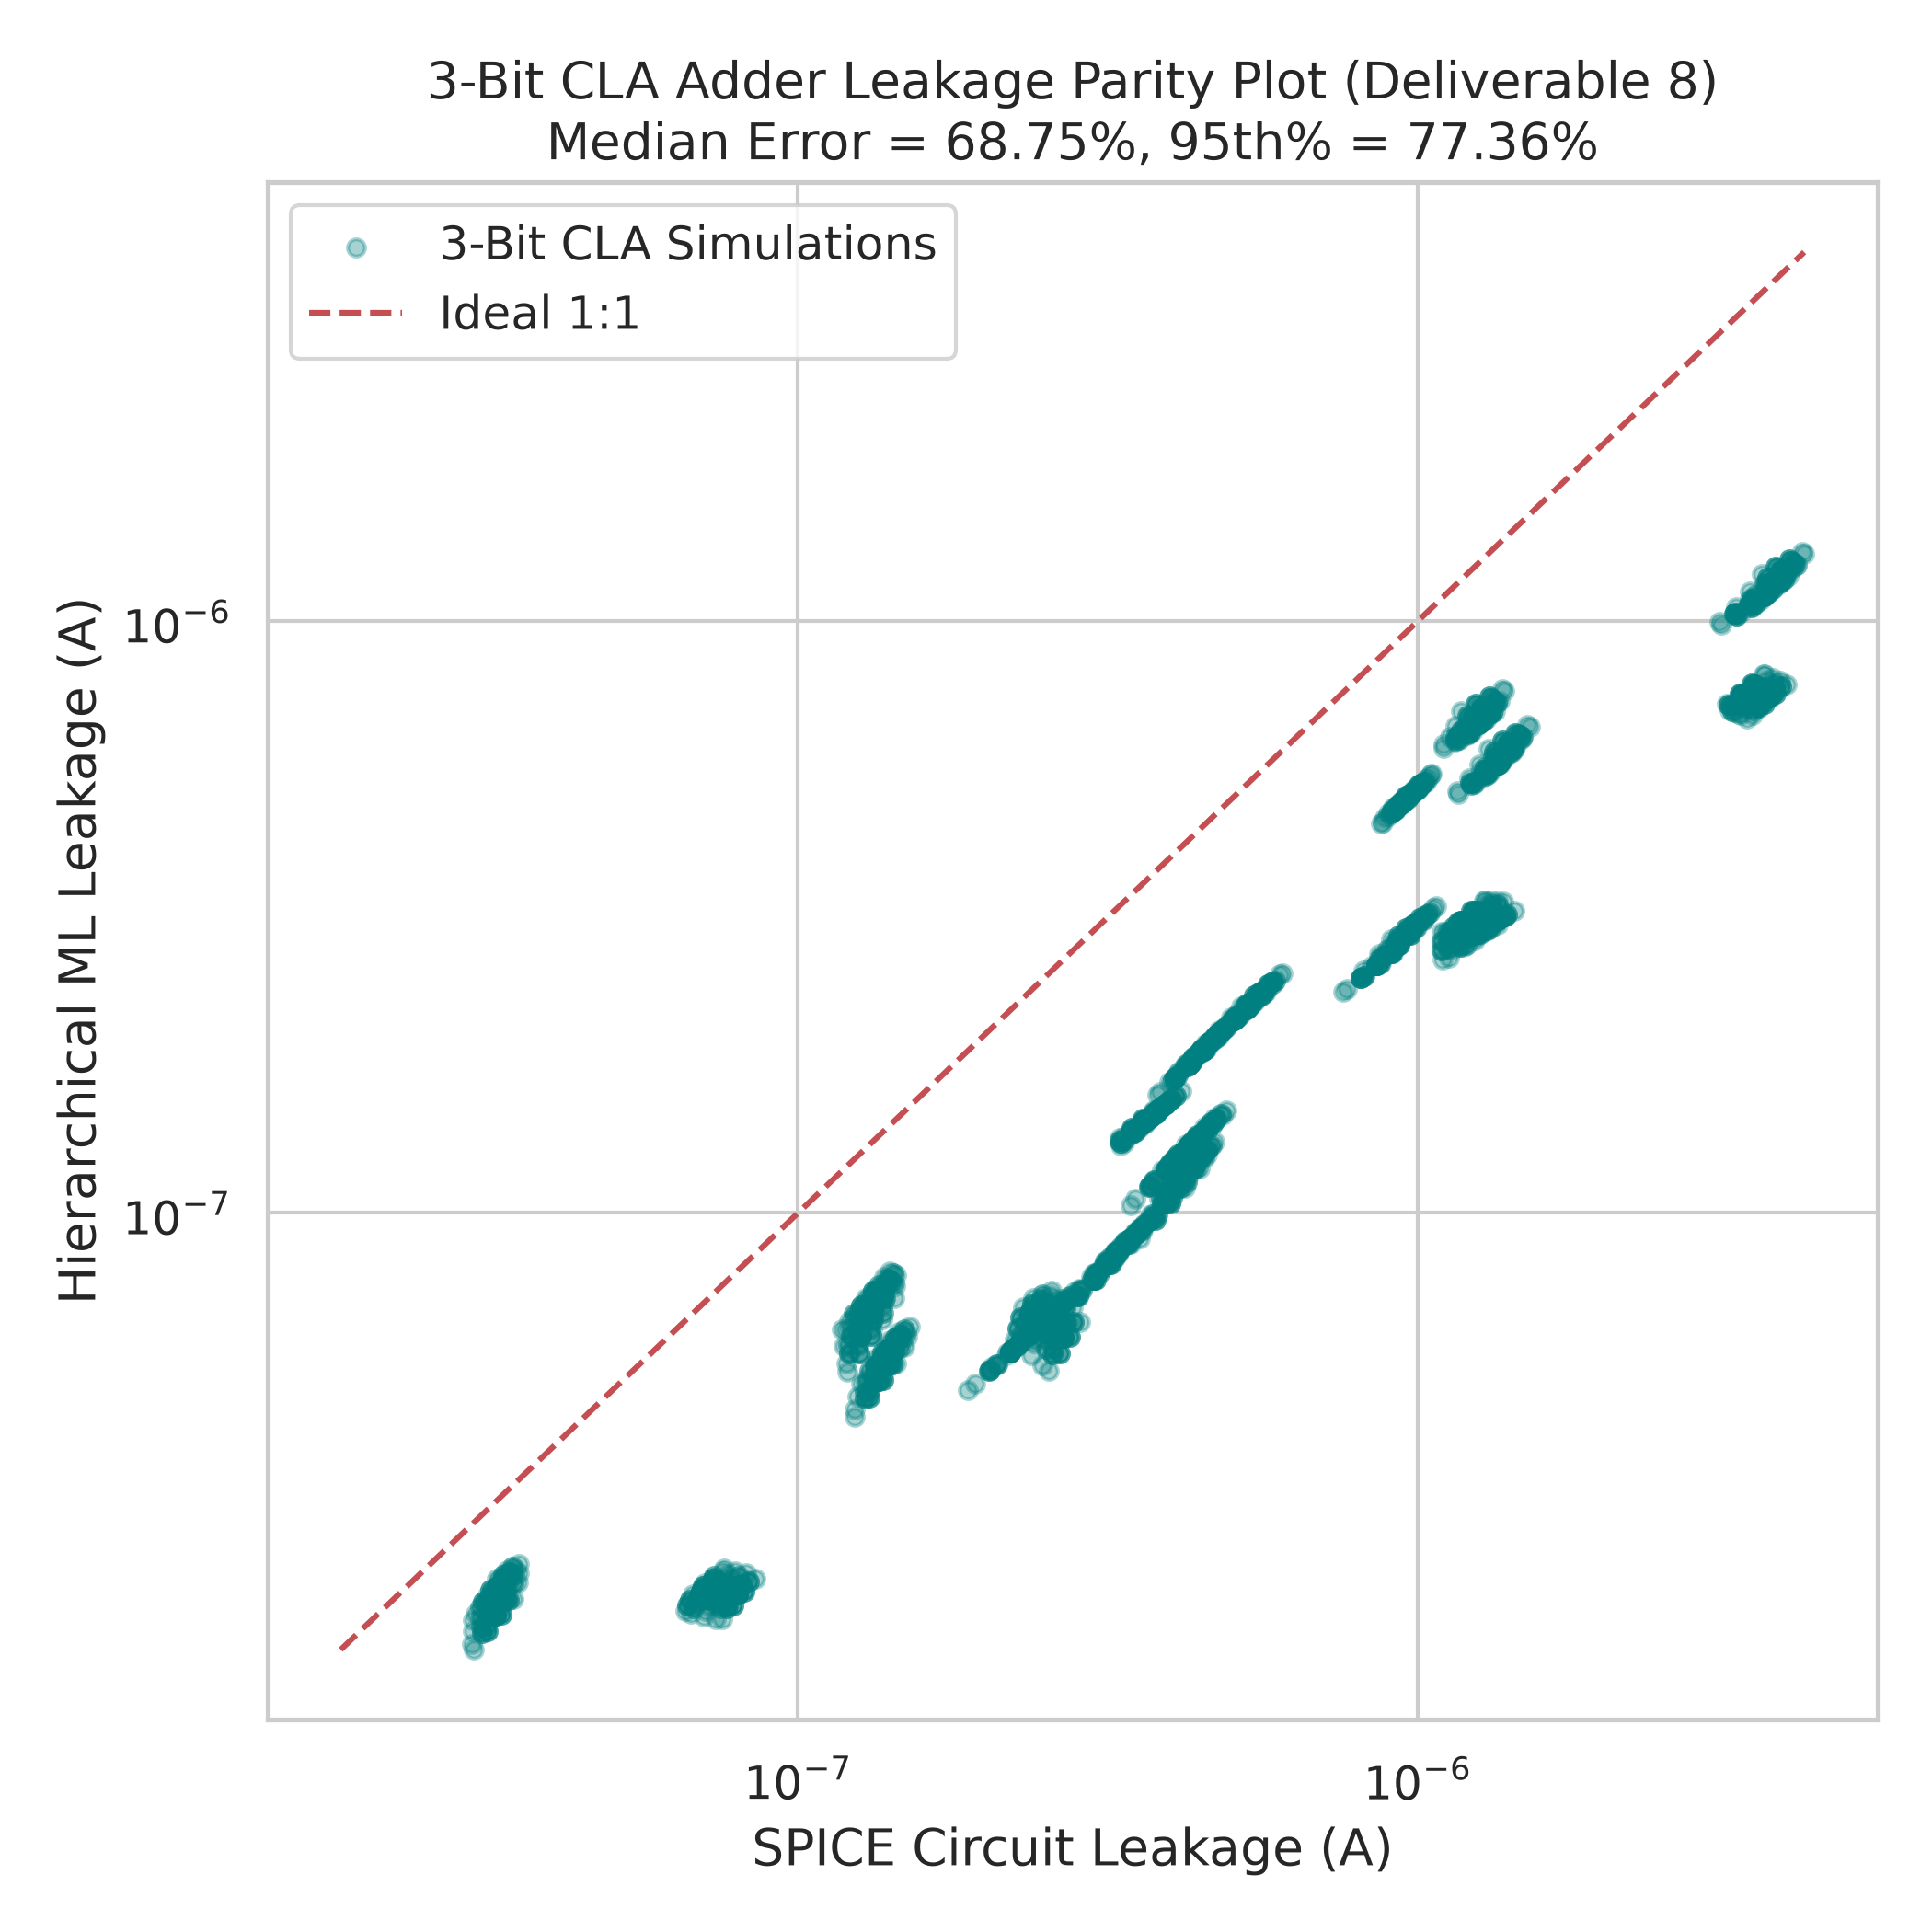 3-Bit CLA Adder Leakage Parity Plot (Deliverable 8)
Median Error = 68.75%, 95th% = 77.36%
3-Bit CLA Simulations
Ideal 1:1
Hierarchical ML Leakage (A)
10⁻⁶
10⁻⁷
10⁻⁷ 10⁻⁶
SPICE Circuit Leakage (A)